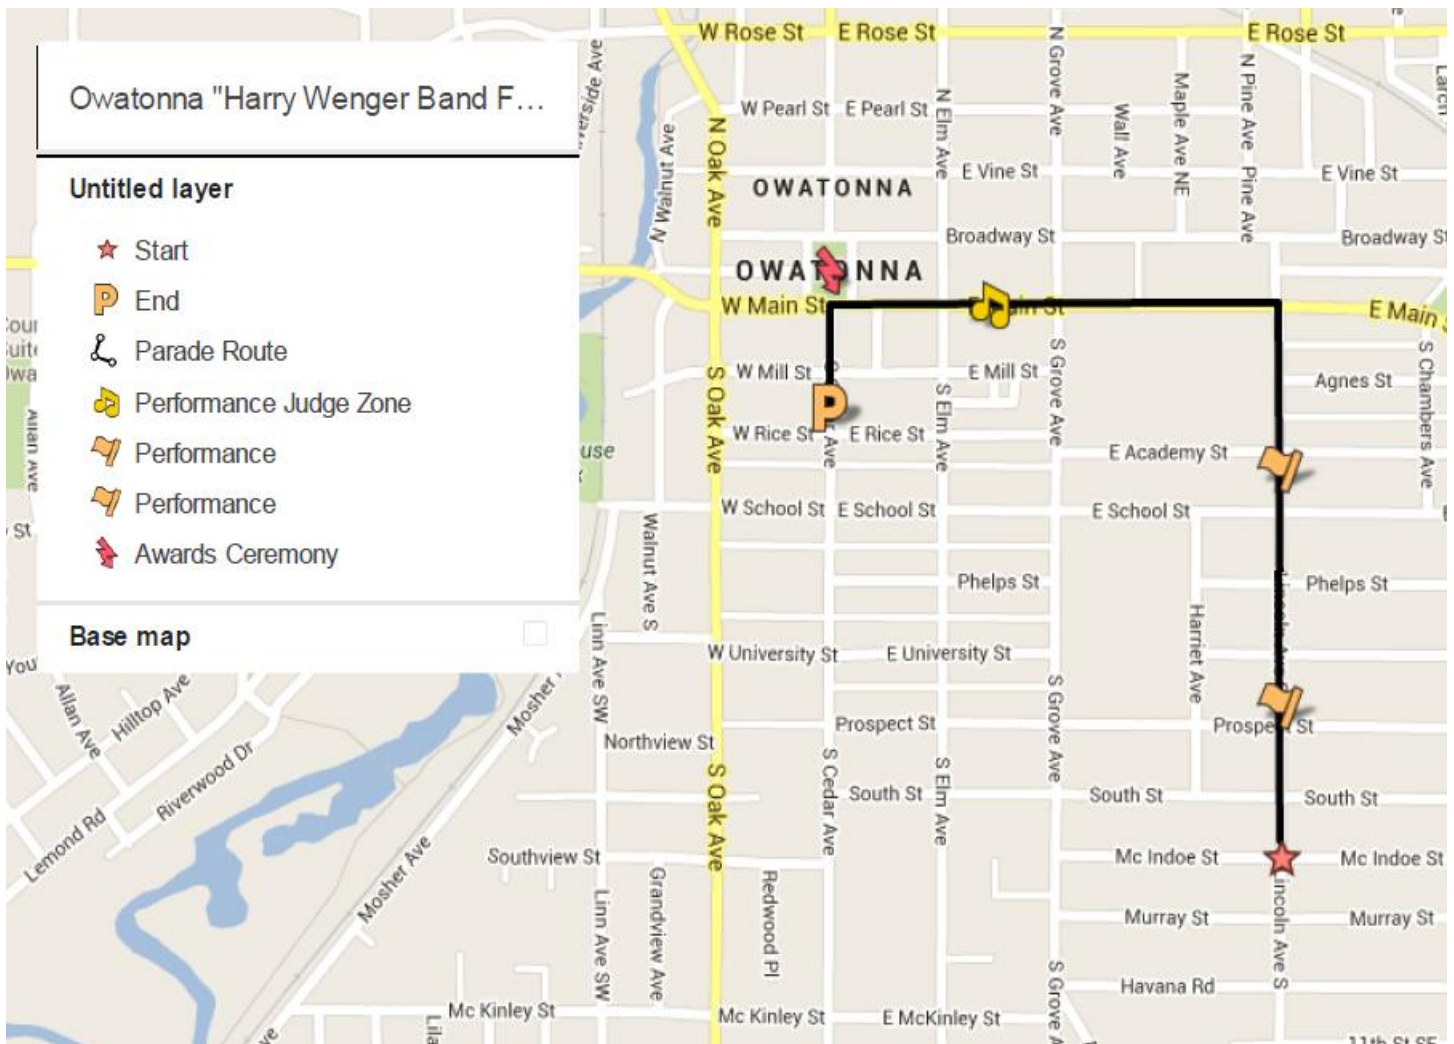 Owatonna "Harry Wenger Band F...
Untitled layer
Start
End
Parade Route
Performance Judge Zone
Performance
Performance
Awards Ceremony
Base map
W Rose St
E Rose St
E Rose St
W Pearl St
E Pearl St
N Oak Ave
N Walnut Ave
N Elm Ave
N Grove Ave
Wall Ave
Maple Ave NE
N Pine Ave
Pine Ave
E Vine St
E Vine St
OWATONNA
Broadway St
Broadway St
OWATONNA
W Main St
E Main
W Mill St
E Mill St
Agnes St
S Chambers Ave
S Oak Ave
S Elm Ave
S Grove Ave
W Rice St
E Rice St
E Academy St
W School St
E School St
E School St
Allan Ave
St
Walnut Ave S
Phelps St
Phelps St
Harriet Ave
Lincoln Ave S
Linn Ave SW
W University St
E University St
Allan Ave
Hilltop Ave
Riverwood Dr
Lemond Rd
Mosher
Northview St
Prospect St
Prospect St
S Grove Ave
S Cedar Ave
S Elm Ave
S Oak Ave
South St
South St
South St
Mosher Ave
Southview St
Mc Indoe St
Mc Indoe St
Linn Ave SW
Grandview Ave
Redwood Pl
Murray St
Murray St
S Grove A
Havana Rd
Mc Kinley St
Mc Kinley St
E McKinley St
11th St SE